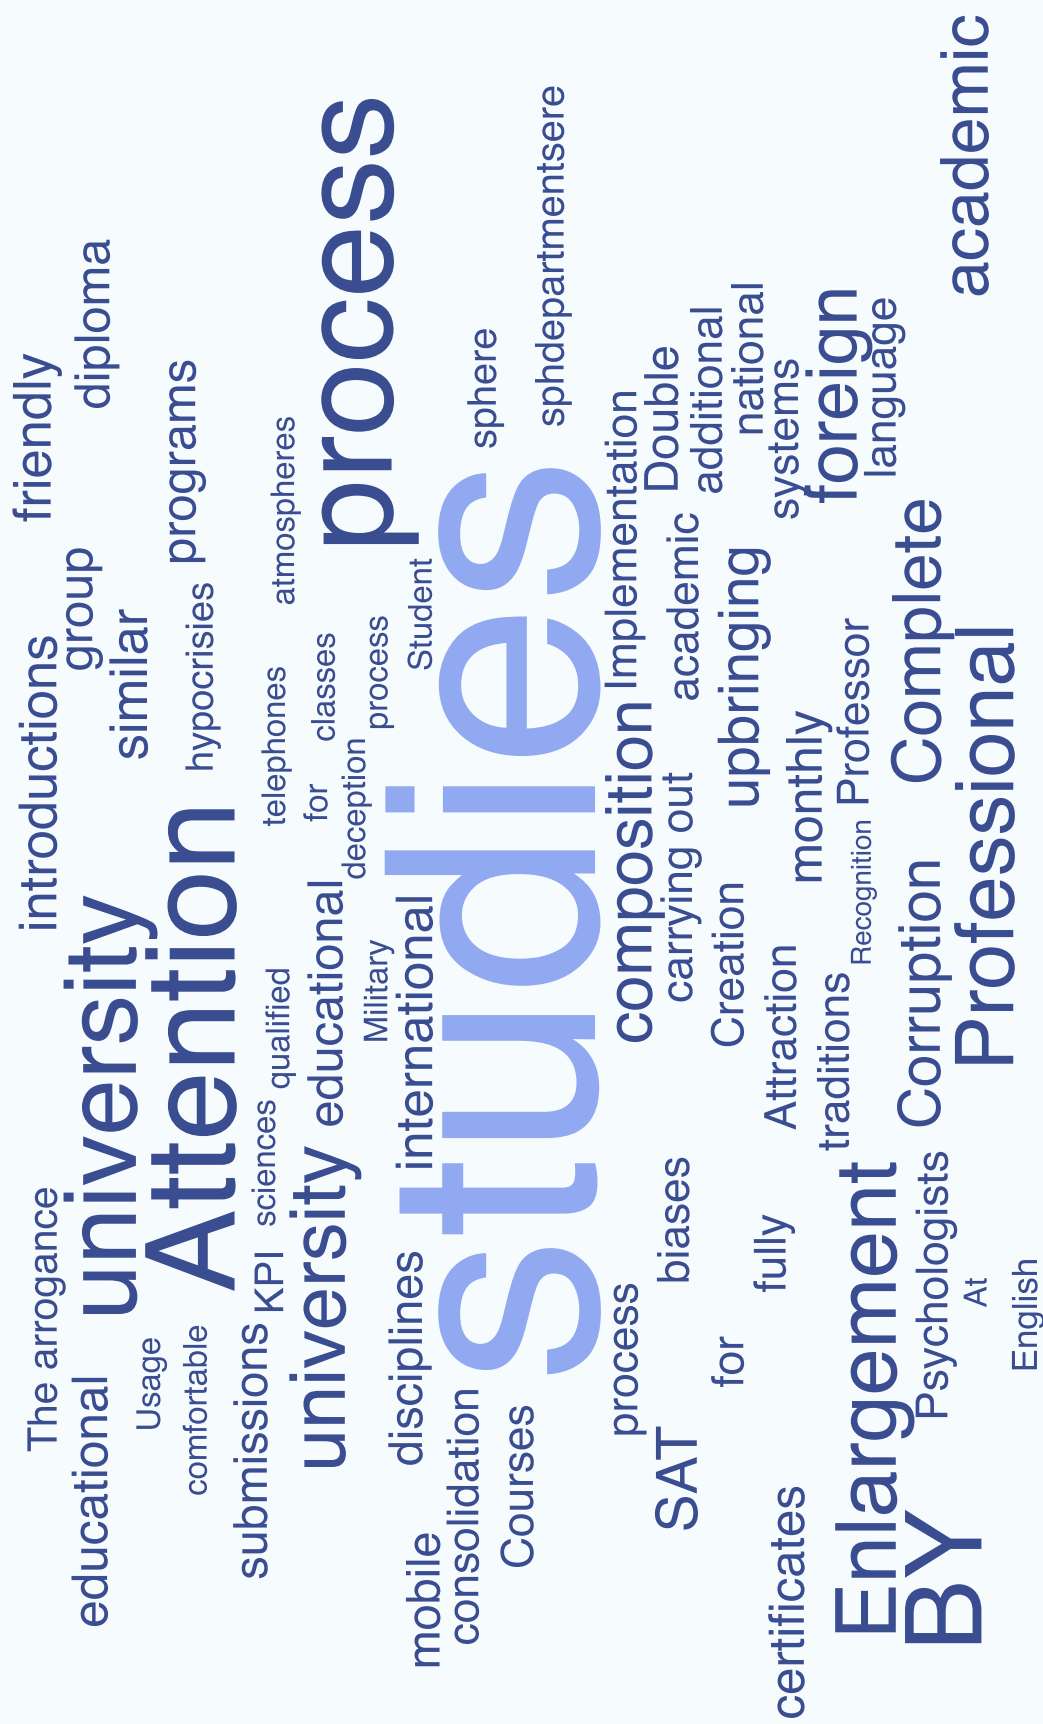 friendly
diploma
introductions
group
similar
programs
hypocrisies
atmospheres
process
university
Attention
telephones
classes
for
deception
process
Student
sphere
sphdepartmentsere
The arrogance
educational
Usage
comfortable
qualified
sciences
KPI
submissions
educational
university
Military
international
disciplines
studies
mobile
consolidation
Courses
Implementation
Double
additional
national
systems
foreign
language
academic
composition
academic
carrying out
upbringing
Creation
monthly
Professor
Recognition
Complete
Professional
Attraction
traditions
Corruption
process
biases
SAT
for
fully
certificates
Enlargement
BY
Psychologists
At
English